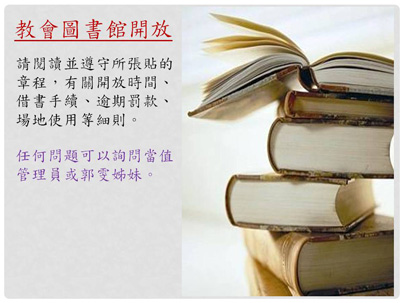 教會圖書館開放
請閱讀並遵守所張貼的
章程，有關開放時間、
借書手續、逾期罰款、
場地使用等細則。
任何問題可以詢問當值
管理員或郭雯姊妹。